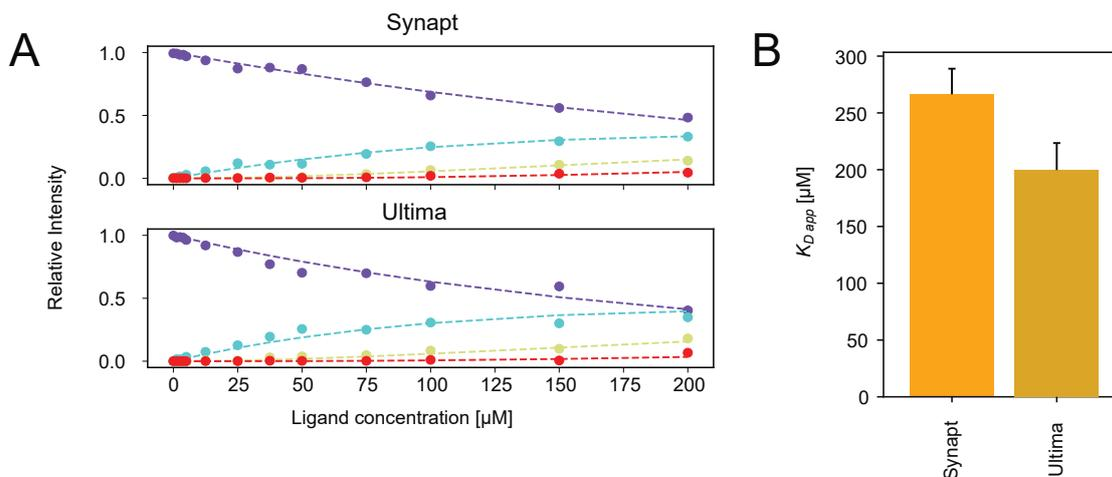 A
Synapt
1.0
0.5
0.0
Ultima
1.0
0.5
0.0
Relative Intensity
0 25 50 75 100 125 150 175 200
Ligand concentration [µM]
B
300
250
200
150
100
50
0
K D app [µM]
Synapt
Ultima